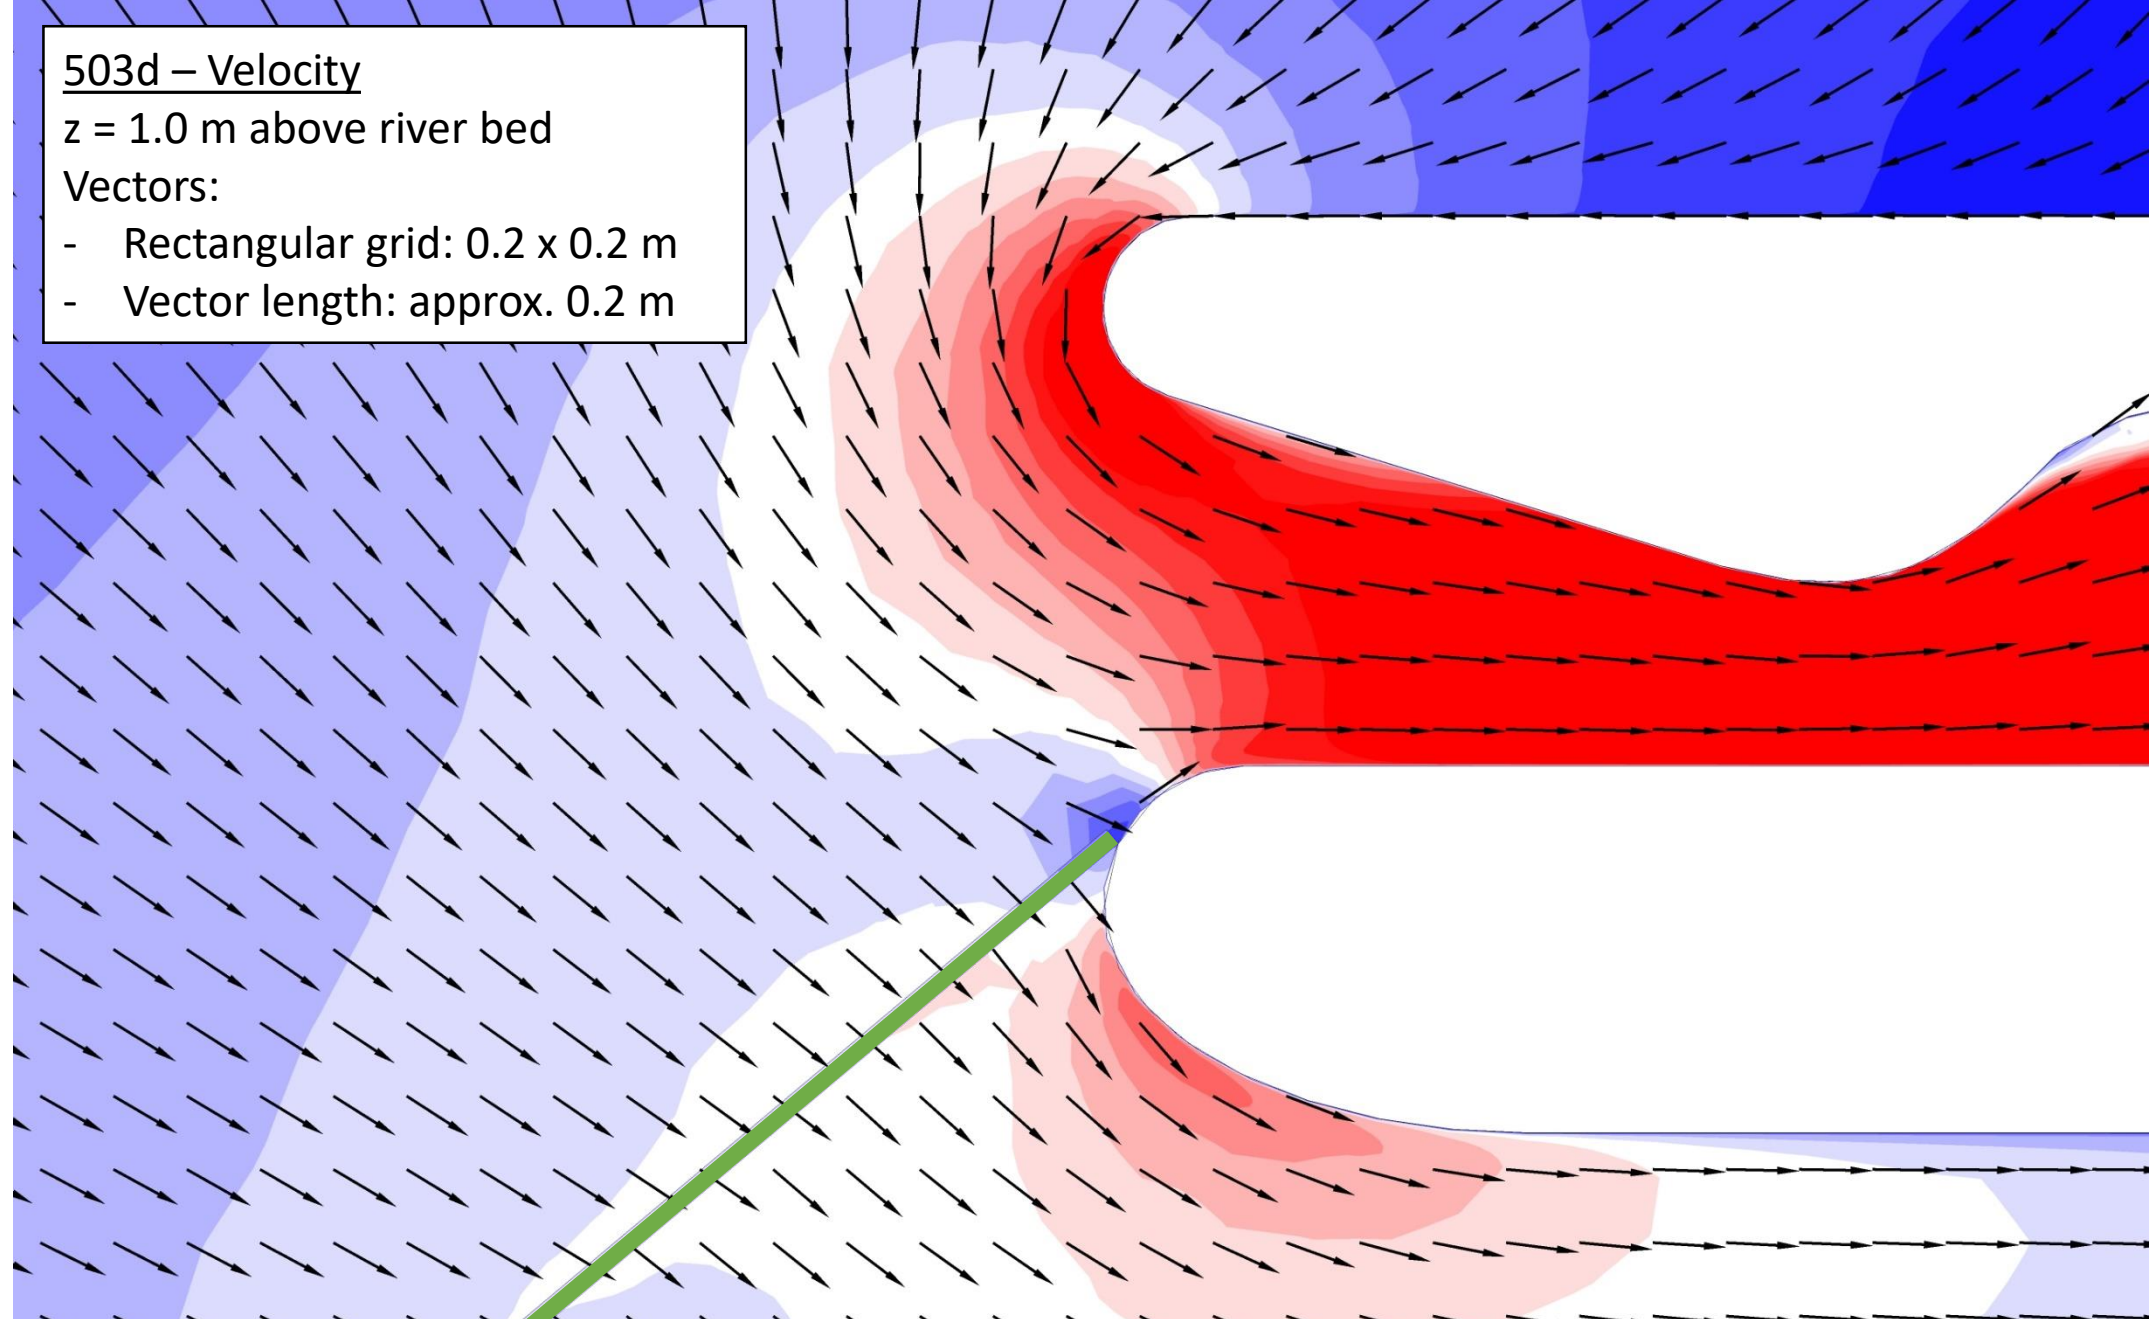 503d – Velocity
z = 1.0 m above river bed
Vectors:
- Rectangular grid: 0.2 x 0.2 m
- Vector length: approx. 0.2 m